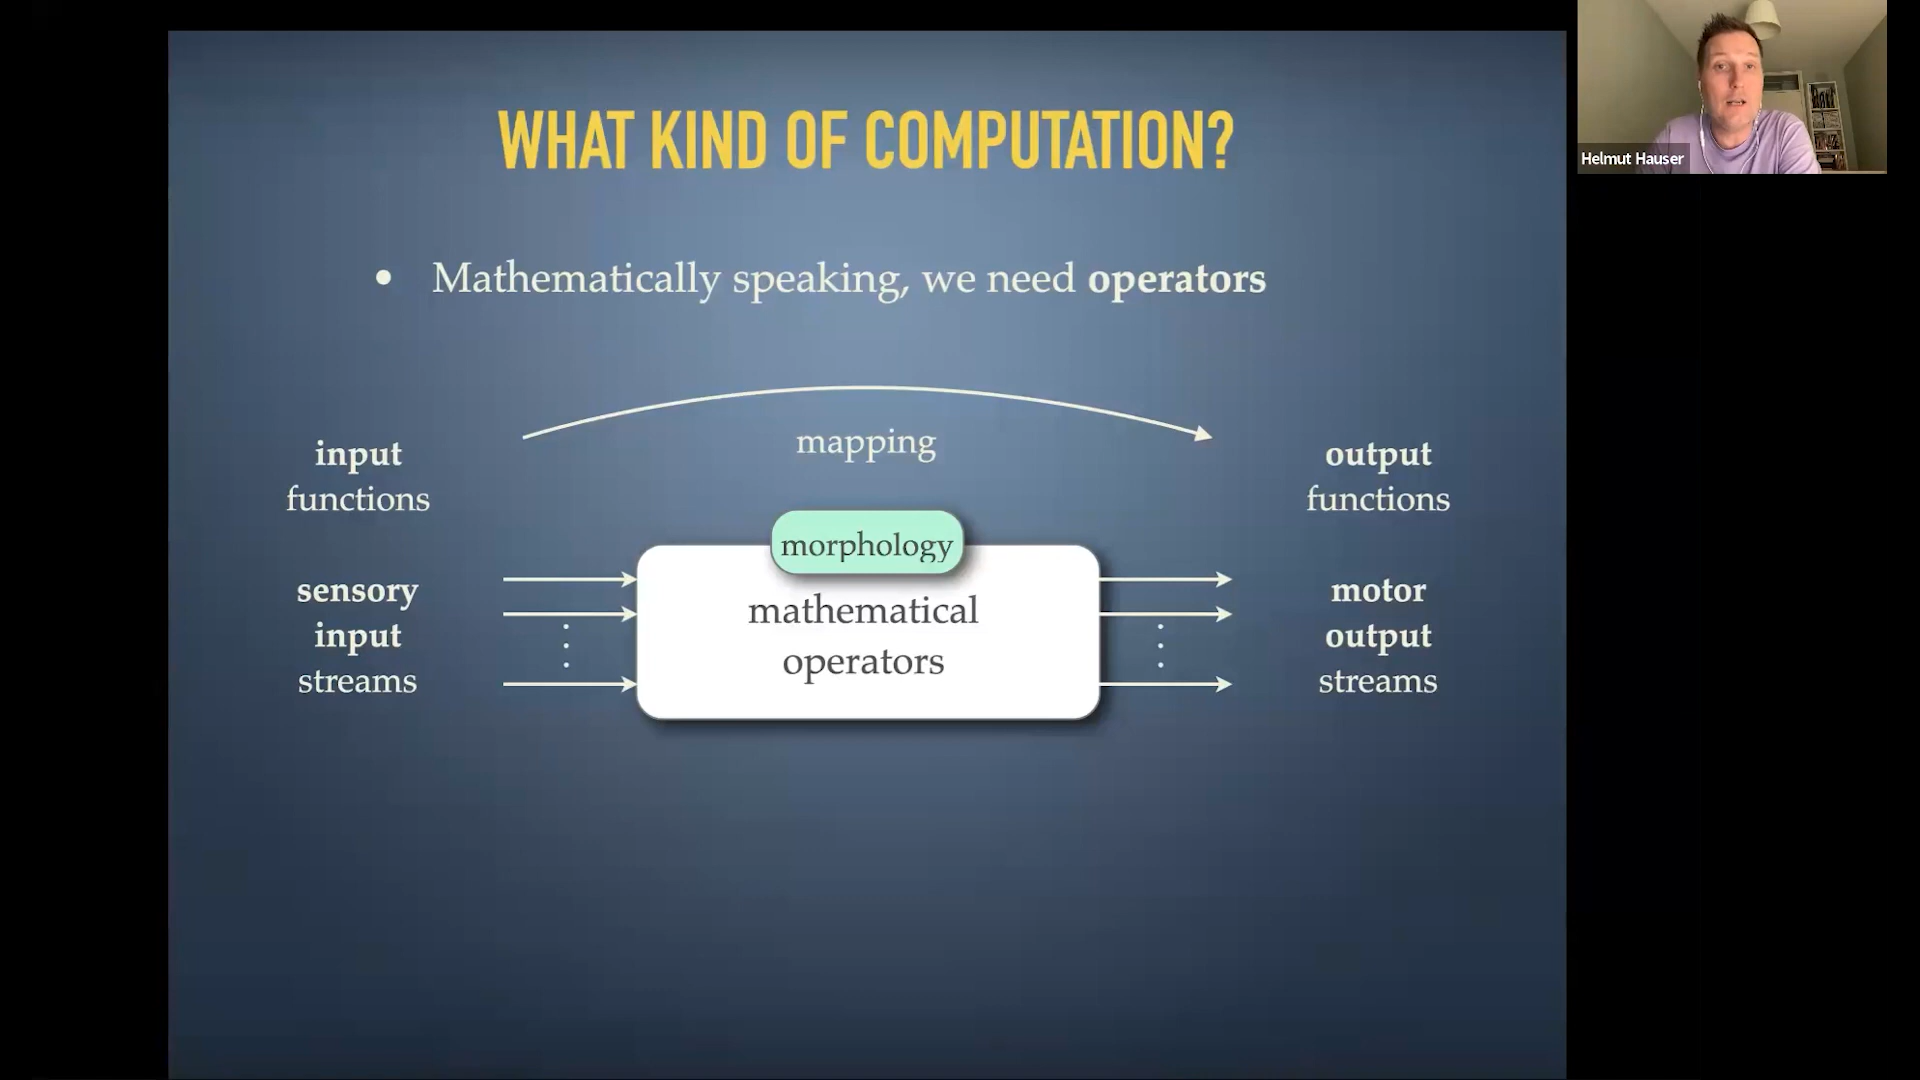 WHAT KIND OF COMPUTATION?
Helmut Hauser
• Mathematically speaking, we need operators
mapping
input
functions
output
functions
morphology
mathematical
operators
sensory
input
streams
motor
output
streams